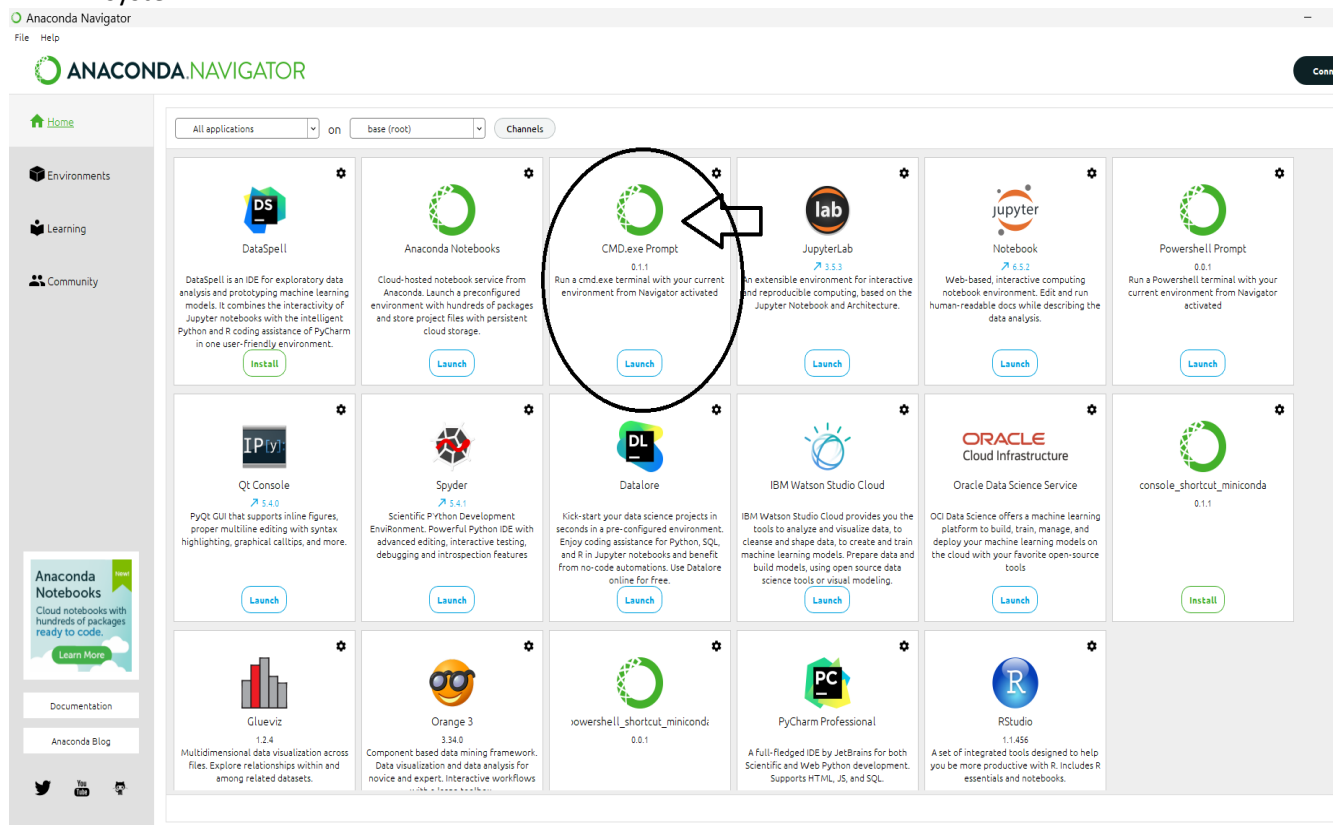 Anaconda Navigator
File Help
ANACONDA.NAVIGATOR
Conn
Home
Environments
Learning
Community
All applications on base (root) Channels
DS
DataSpell
DataSpell is an IDE for exploratory data
analysis and prototyping machine learning
models. It combines the interactivity of
Jupyter notebooks with the intelligent
Python and R coding assistance of PyCharm
in one user-friendly environment.
Install
Anaconda Notebooks
Cloud-hosted notebook service from
Anaconda. Launch a preconfigured
environment with hundreds of packages
and store project files with persistent
cloud storage.
Launch
CMD.exe Prompt
0.1.1
Run a cmd.exe terminal with your current
environment from Navigator activated
Launch
lab
JupyterLab
3.5.3
An extensible environment for interactive
and reproducible computing, based on the
Jupyter Notebook and Architecture.
Launch
jupyter
Notebook
6.5.2
Web-based, interactive computing
notebook environment. Edit and run
human-readable docs while describing the
data analysis.
Launch
Powershell Prompt
0.0.1
Run a Powershell terminal with your
current environment from Navigator
activated
Launch
IP[y]:
Qt Console
5.4.0
PyQt GUI that supports inline figures,
proper multiline editing with syntax
highlighting, graphical calltips, and more.
Launch
Spyder
5.4.1
Scientific Python Development
EnviRonment. Powerful Python IDE with
advanced editing, interactive testing,
debugging and introspection features
Launch
DL
Datalore
Kick-start your data science projects in
seconds in a pre-configured environment.
Enjoy coding assistance for Python, SQL,
and R in Jupyter notebooks and benefit
from no-code automations. Use Datalore
online for free.
Launch
IBM Watson Studio Cloud
IBM Watson Studio Cloud provides you the
tools to analyze and visualize data, to
cleanse and shape data, to create and train
machine learning models. Prepare data and
build models, using open source data
science tools or visual modeling.
Launch
ORACLE
Cloud Infrastructure
Oracle Data Science Service
OCI Data Science offers a machine learning
platform to build, train, manage, and
deploy your machine learning models on
the cloud with your favorite open-source
tools
Launch
console_shortcut_miniconda
0.1.1
Install
Glueviz
1.2.4
Multidimensional data visualization across
files. Explore relationships within and
among related datasets.
Orange 3
3.34.0
Component based data mining framework.
Data visualization and data analysis for
novice and expert. Interactive workflows
owershell_shortcut_minicond
0.0.1
PC
PyCharm Professional
A full-fledged IDE by JetBrains for both
Scientific and Web Python development.
Supports HTML, JS, and SQL.
R
RStudio
1.1.456
A set of integrated tools designed to help
you be more productive with R. Includes R
essentials and notebooks.
Anaconda
Notebooks
New!
Cloud notebooks with
hundreds of packages
ready to code.
Learn More
Documentation
Anaconda Blog
You
Tube